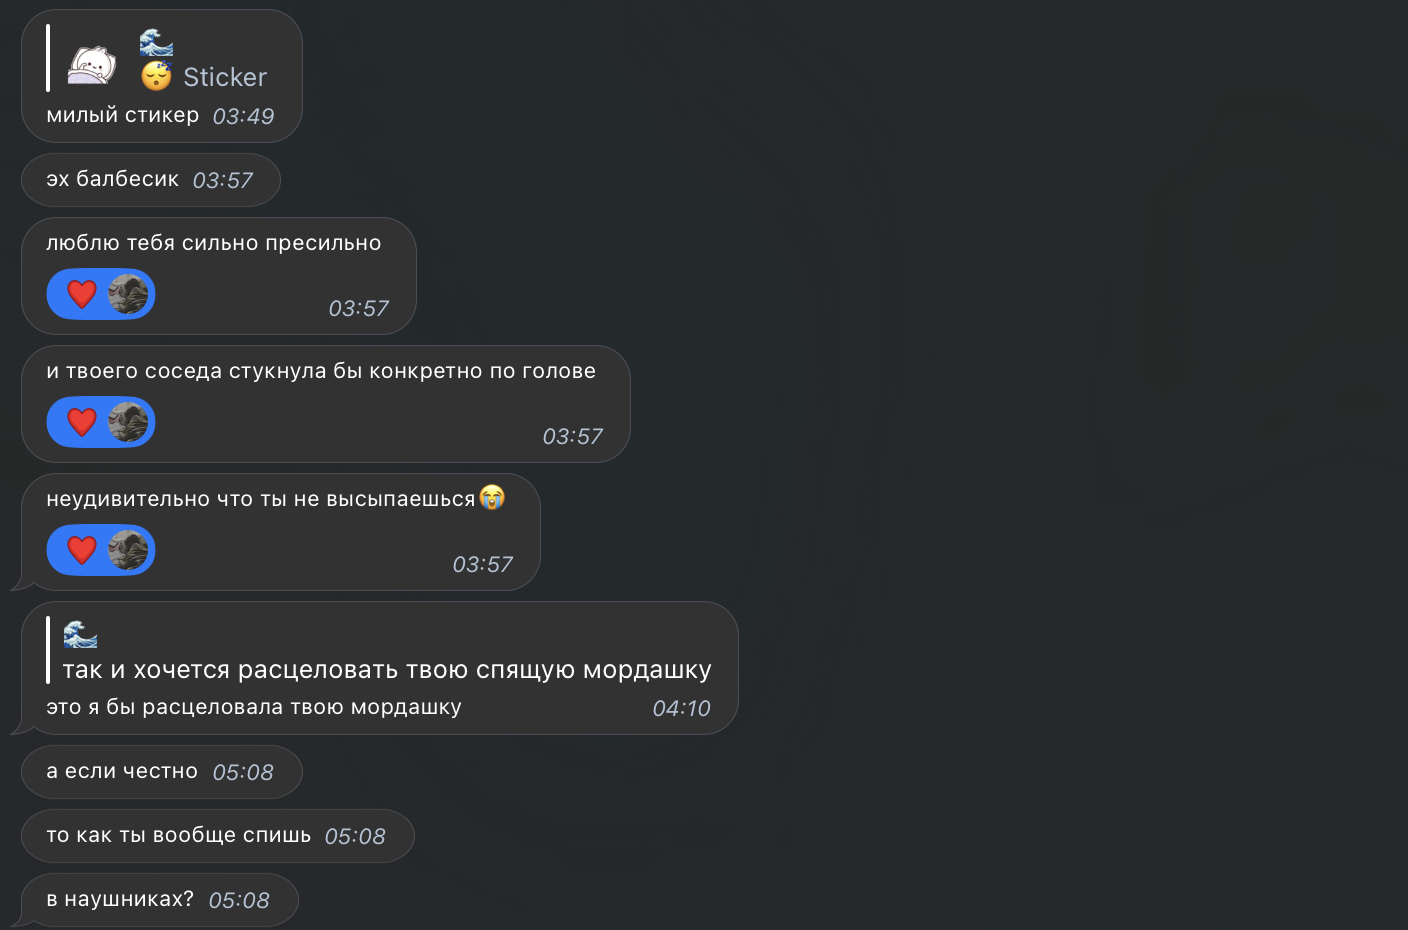 🌊
😴 Sticker
милый стикер 03:49
эх балбесик 03:57
люблю тебя сильно пресильно
❤️
03:57
и твоего соседа стукнула бы конкретно по голове
❤️
03:57
неудивительно что ты не высыпаешься😭
❤️
03:57
🌊
так и хочется расцеловать твою спящую мордашку
это я бы расцеловала твою мордашку 04:10
а если честно 05:08
то как ты вообще спишь 05:08
в наушниках? 05:08